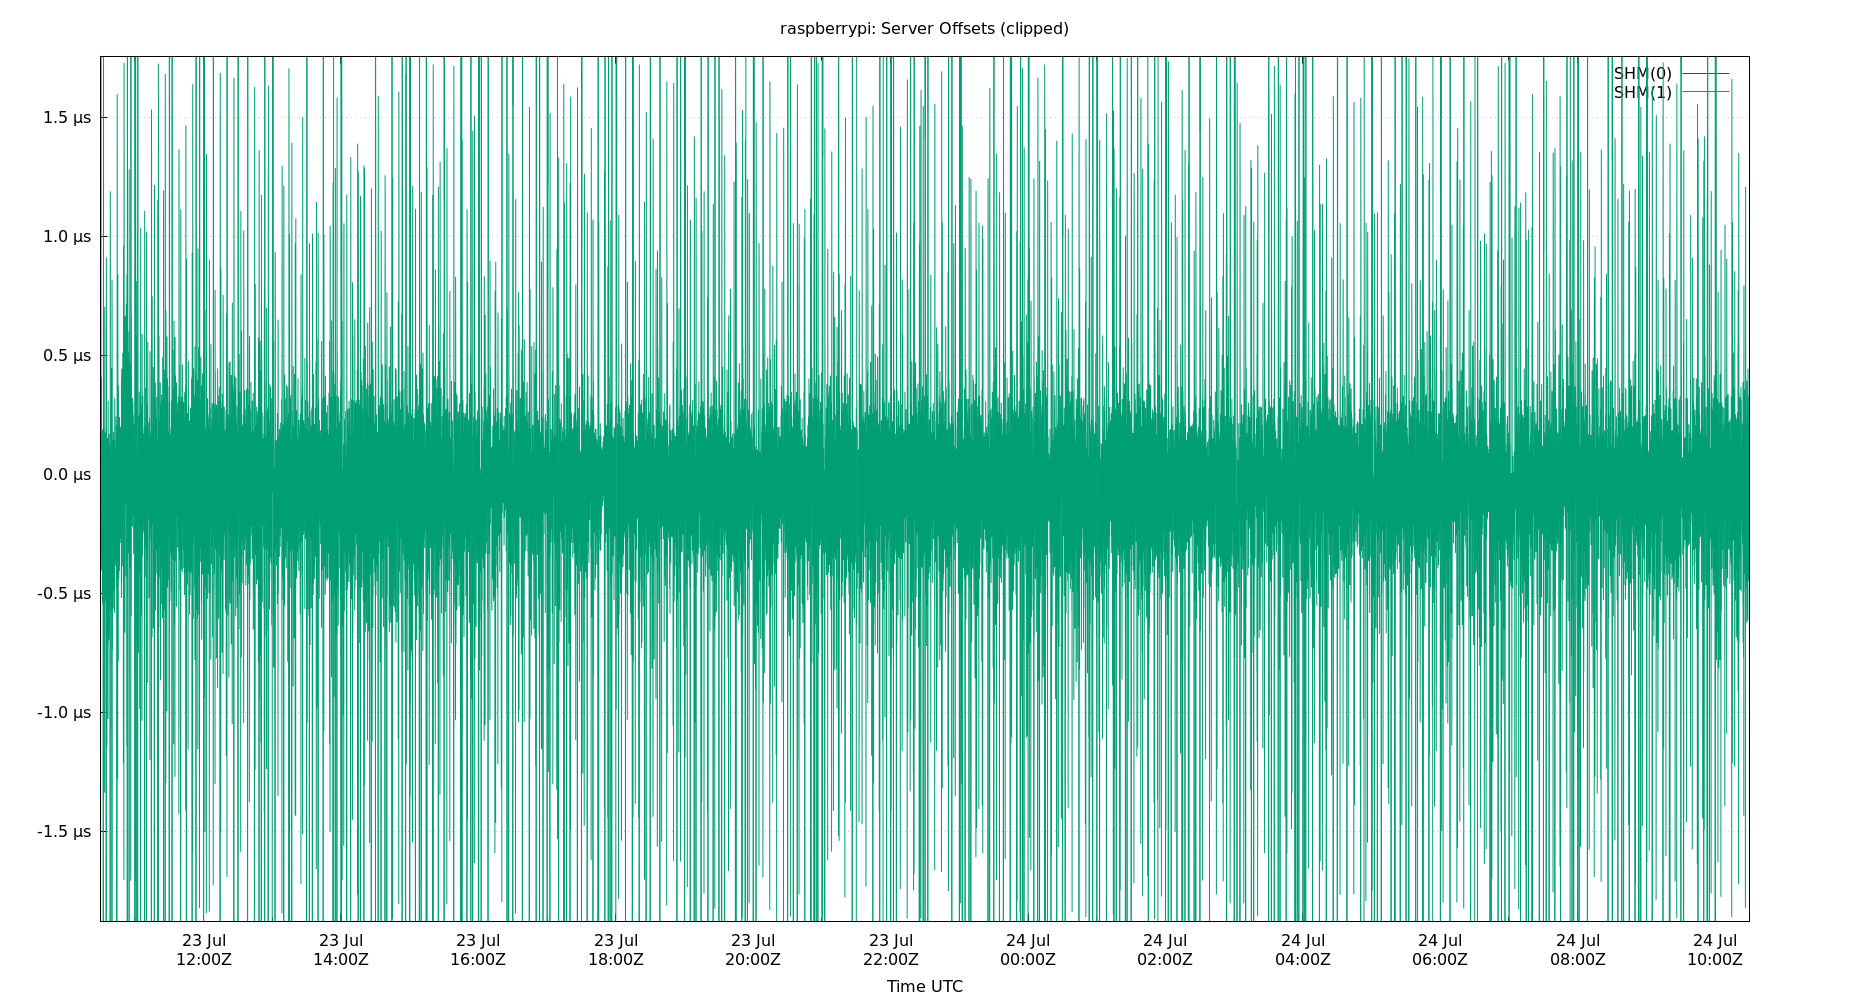 raspberrypi: Server Offsets (clipped)
SHM(0)
SHM(1)
1.5 µs
1.0 µs
0.5 µs
0.0 µs
-0.5 µs
-1.0 µs
-1.5 µs
23 Jul 23 Jul 23 Jul 23 Jul 23 Jul 23 Jul 24 Jul 24 Jul 24 Jul 24 Jul 24 Jul 24 Jul
12:00Z 14:00Z 16:00Z 18:00Z 20:00Z 22:00Z 00:00Z 02:00Z 04:00Z 06:00Z 08:00Z 10:00Z
Time UTC